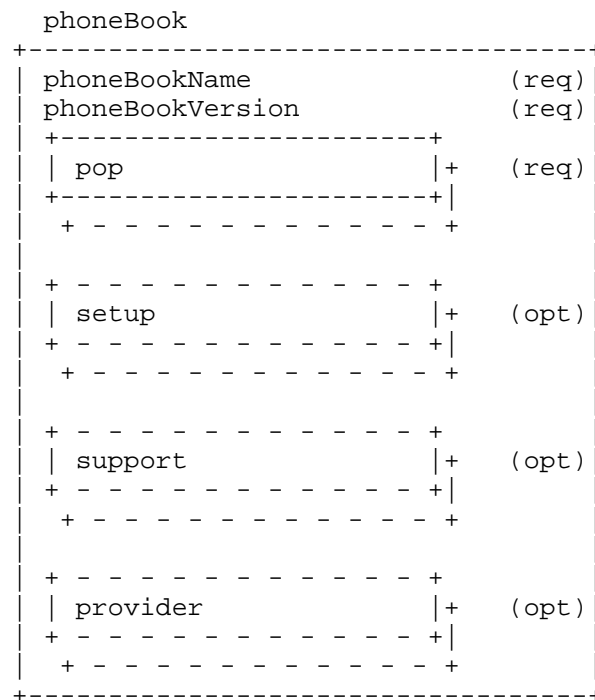 phoneBook
phoneBookName (req)
phoneBookVersion (req)
pop (req)
setup (opt)
support (opt)
provider (opt)